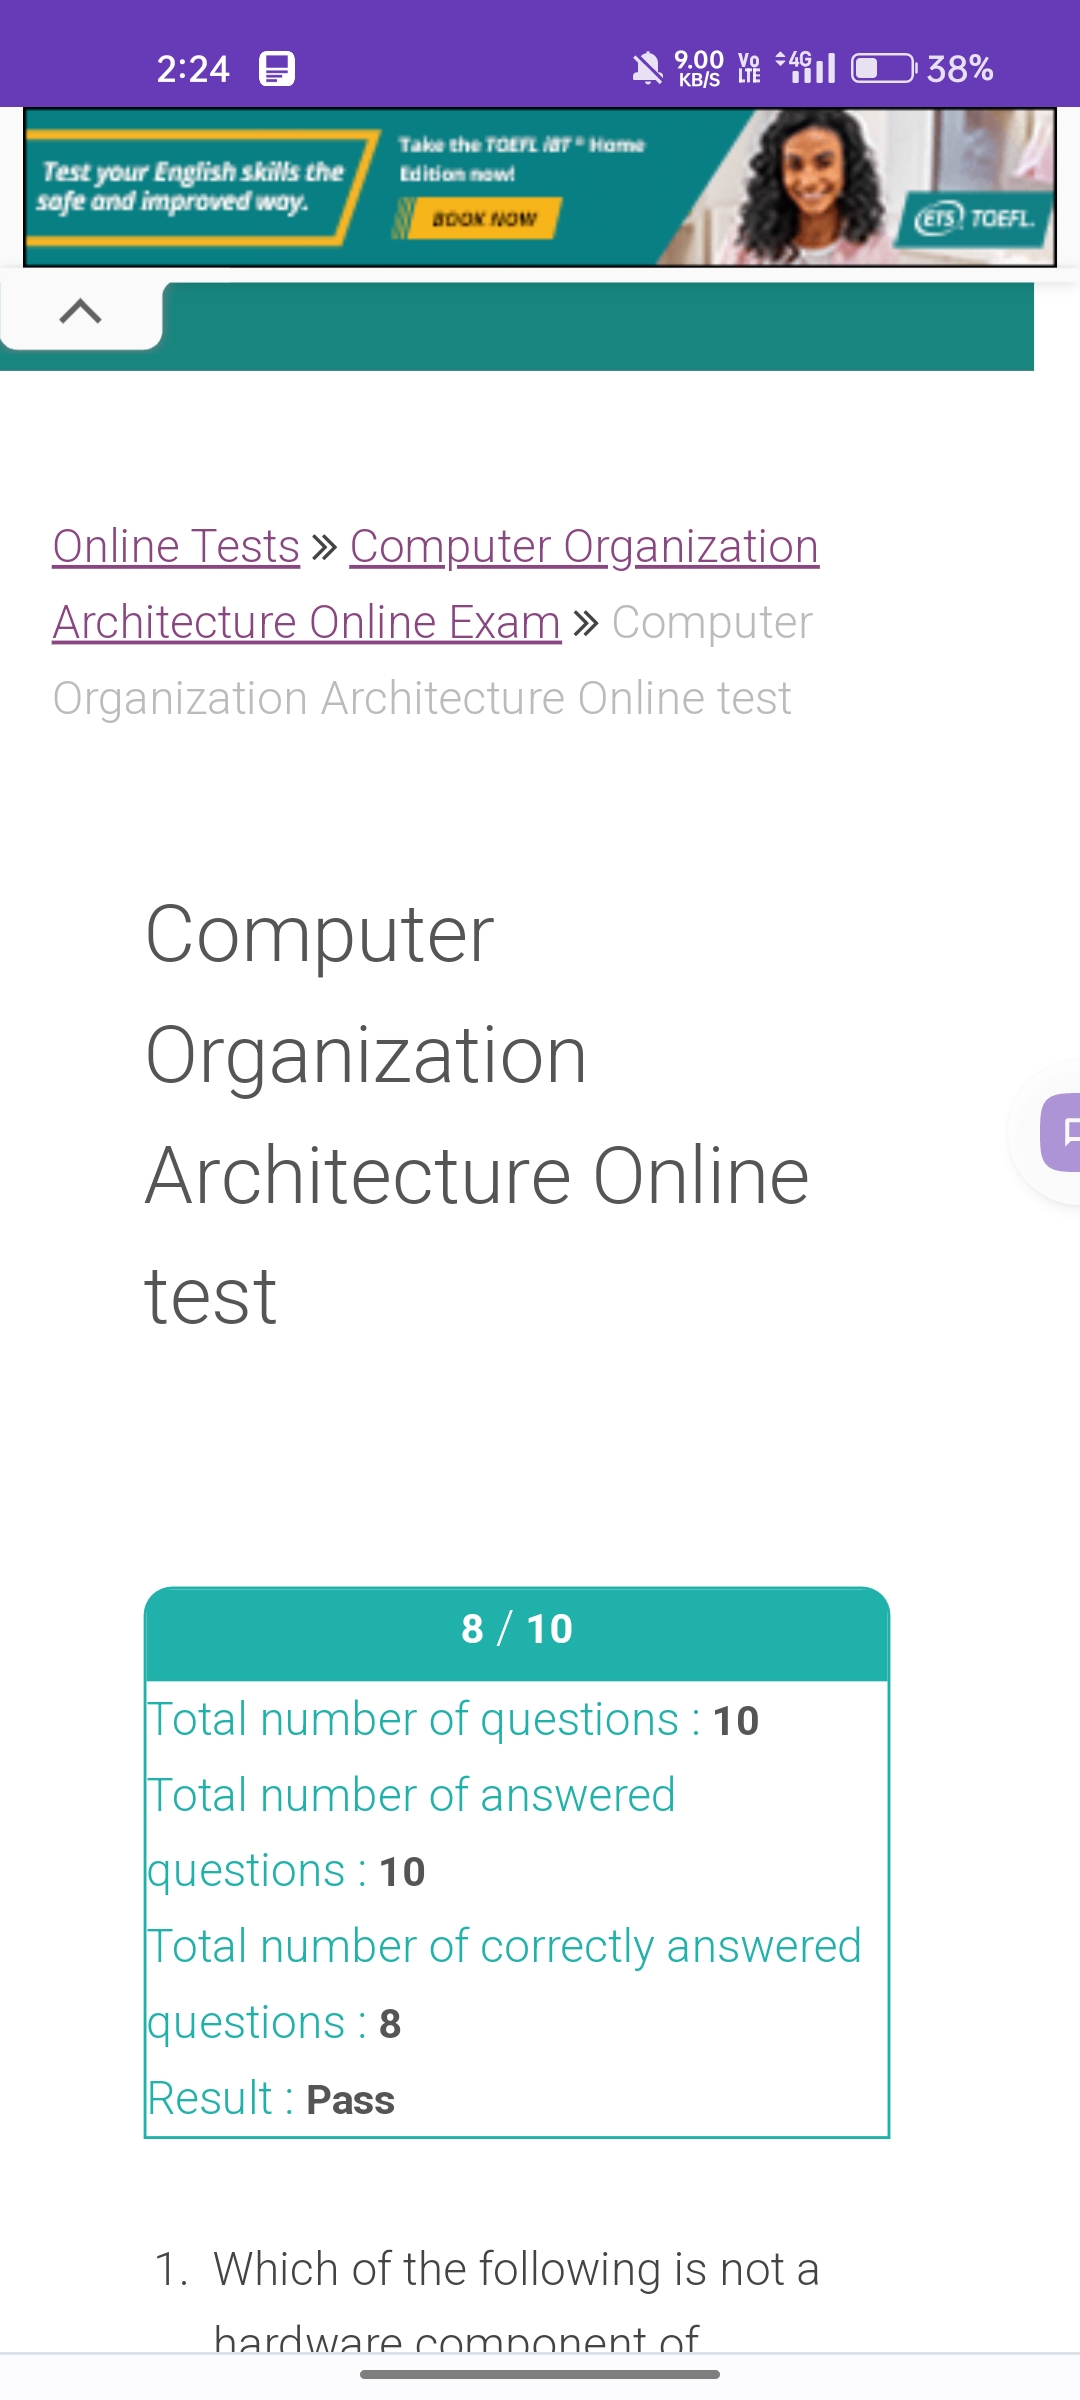 2:24
9.00 KB/S Vo LTE 4G 38%
Test your English skills the
safe and improved way.
Take the TOEFL iBT® Home
Edition now!
BOOK NOW
ETS TOEFL.
Online Tests » Computer Organization
Architecture Online Exam » Computer
Organization Architecture Online test
Computer
Organization
Architecture Online
test
8 / 10
Total number of questions : 10
Total number of answered
questions : 10
Total number of correctly answered
questions : 8
Result : Pass
1. Which of the following is not a
hardware component of